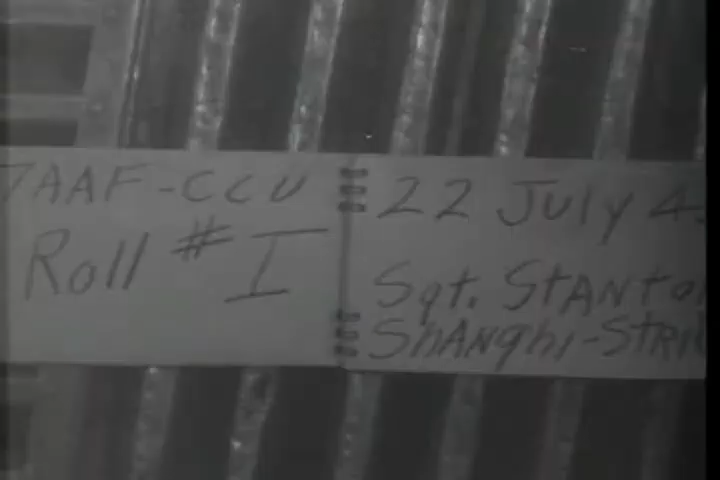 7AAF-CCU
Roll # I
22 July 4
Sgt. STANTO
SHANghi-STRI